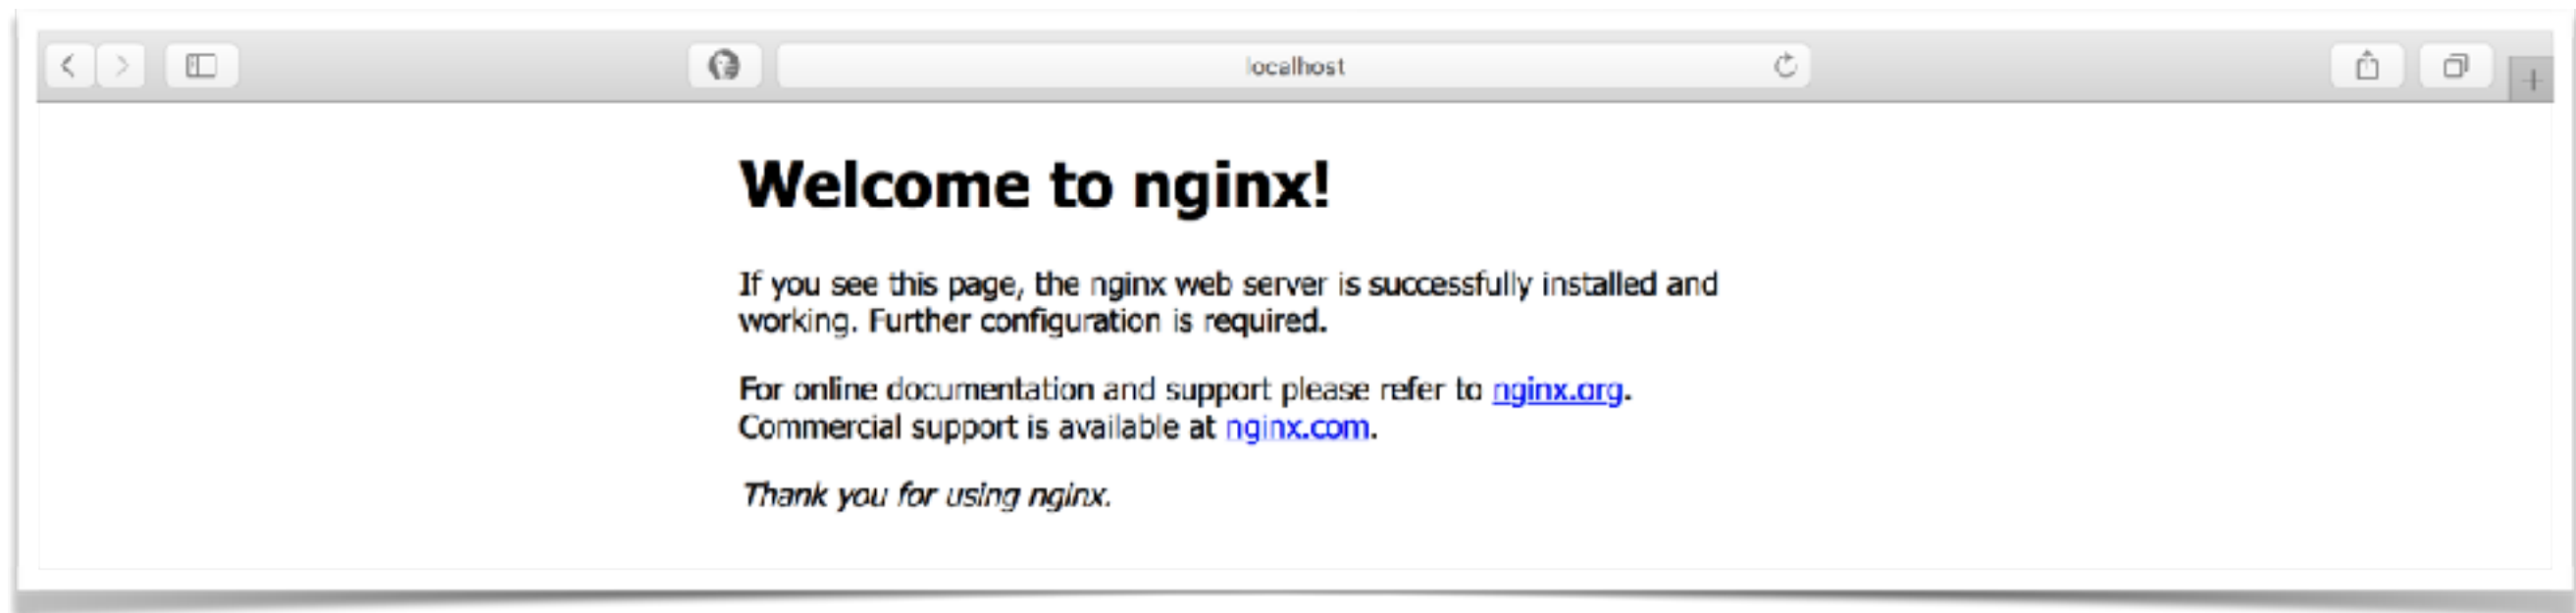 localhost
Welcome to nginx!
If you see this page, the nginx web server is successfully installed and
working. Further configuration is required.
For online documentation and support please refer to nginx.org.
Commercial support is available at nginx.com.
Thank you for using nginx.